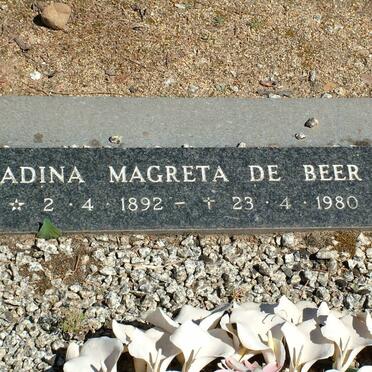 ADINA MAGRETA DE BEER
☆ 2 · 4 · 1892 – ✝ 23 · 4 · 1980